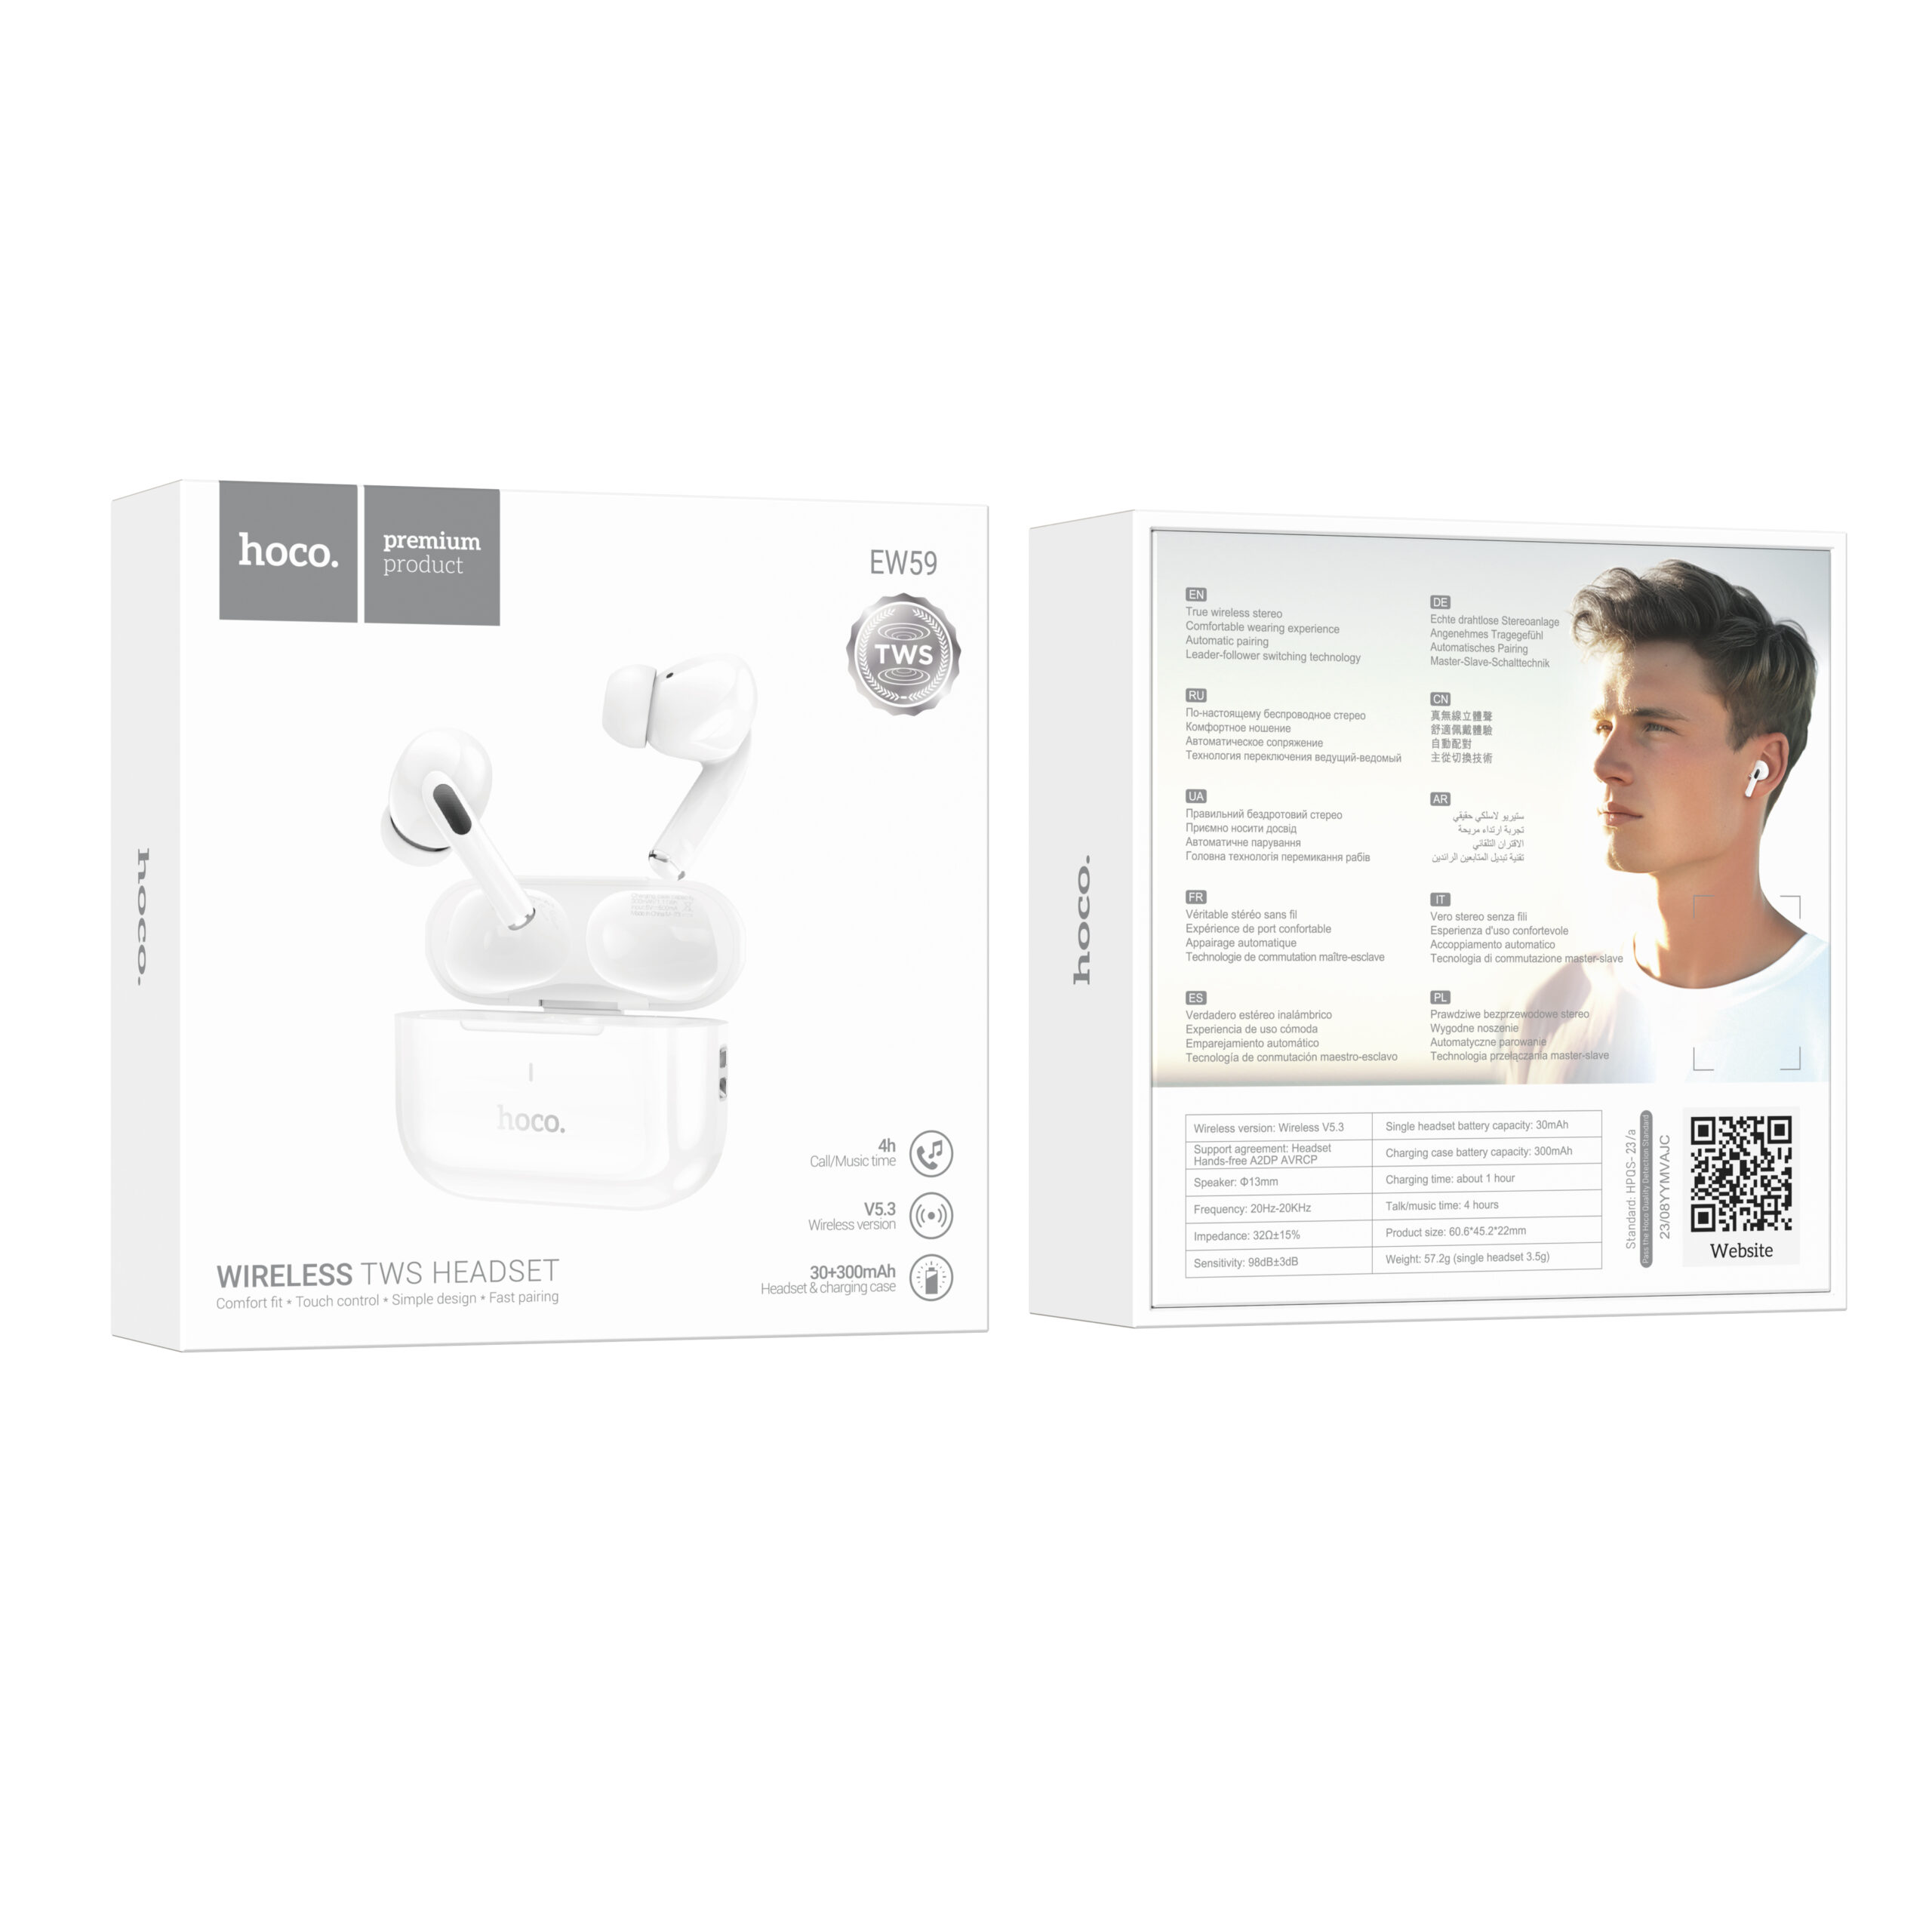 hoco.
hoco.
premium
product
EW59
TWS
hoco.
4h
Call/Music time
V5.3
Wireless version
30+300mAh
Headset & charging case
WIRELESS TWS HEADSET
Comfort fit * Touch control * Simple design * Fast pairing
hoco.
EN
True wireless stereo
Comfortable wearing experience
Automatic pairing
Leader-follower switching technology
RU
По-настоящему беспроводное стерео
Комфортное ношение
Автоматическое сопряжение
Технология переключения ведущий-ведомый
UA
Правильний бездротовий стерео
Приємно носити досвід
Автоматичне парування
Головна технологія перемикання рабів
FR
Véritable stéréo sans fil
Expérience de port confortable
Appairage automatique
Technologie de commutation maître-esclave
ES
Verdadero estéreo inalámbrico
Experiencia de uso cómoda
Emparejamiento automático
Tecnología de conmutación maestro-esclavo
DE
Echte drahtlose Stereoanlage
Angenehmes Tragegefühl
Automatisches Pairing
Master-Slave-Schalttechnik
CN
真無線立體聲
舒適佩戴體驗
自動配對
主從切換技術
AR
ستيريو لاسلكي حقيقي
تجربة ارتداء مريحة
الاقتران التلقائي
تقنية تبديل المتابعين الرائدين
IT
Vero stereo senza fili
Esperienza d'uso confortevole
Accoppiamento automatico
Tecnologia di commutazione master-slave
PL
Prawdziwe bezprzewodowe stereo
Wygodne noszenie
Automatyczne parowanie
Technologia przełączania master-slave
Wireless version: Wireless V5.3
Support agreement: Headset
Hands-free A2DP AVRCP
Speaker: Φ13mm
Frequency: 20Hz-20KHz
Impedance: 32Ω±15%
Sensitivity: 98dB±3dB
Single headset battery capacity: 30mAh
Charging case battery capacity: 300mAh
Charging time: about 1 hour
Talk/music time: 4 hours
Product size: 60.6*45.2*22mm
Weight: 57.2g (single headset 3.5g)
Standard: HPQS- 23/a
Pass the Hoco Quality Detection Standard
23/08YYMVAJC
Website